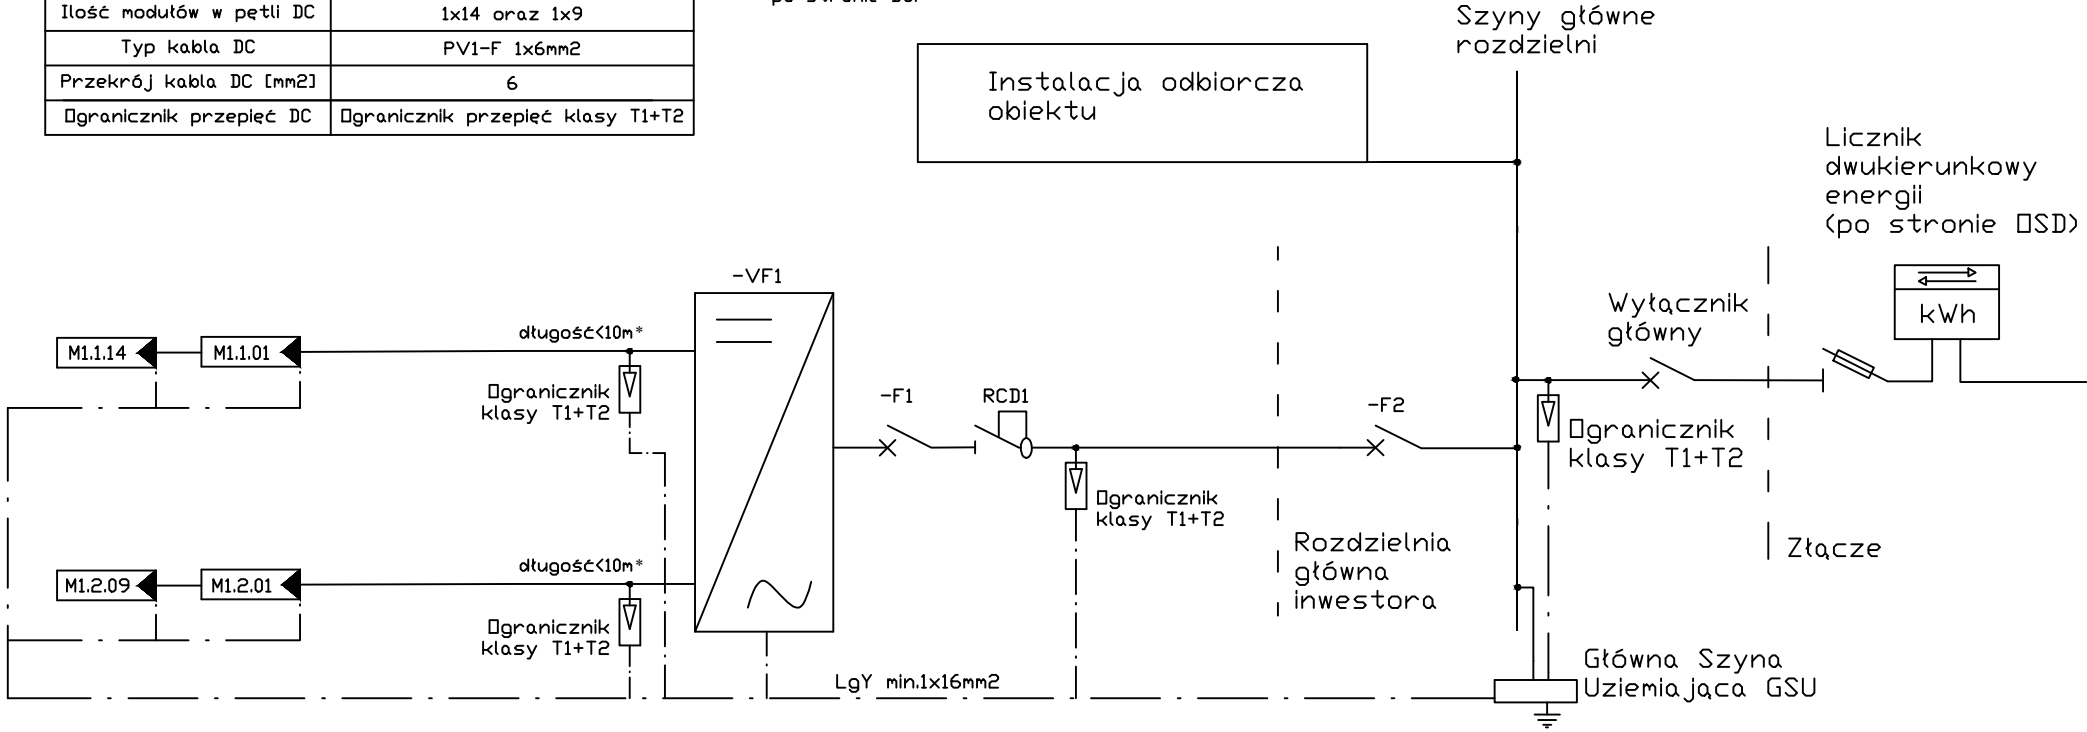 Ilość modułów w pętli DC
1x14 oraz 1x9
Typ kabla DC
PV1-F 1x6mm2
Przekrój kabla DC [mm2]
6
Ogranicznik przepięć DC
Ogranicznik przepięć klasy T1+T2
Instalacja odbiorcza
obiektu
Szyny główne
rozdzielni
Licznik
dwukierunkowy
energii
(po stronie OSD)
kWh
Wyłącznik
główny
-VF1
długość<10m*
M1.1.14
M1.1.01
Ogranicznik
klasy T1+T2
-F1
RCD1
-F2
Ogranicznik
klasy T1+T2
Ogranicznik
klasy T1+T2
Rozdzielnia
główna
inwestora
Złącze
długość<10m*
M1.2.09
M1.2.01
Ogranicznik
klasy T1+T2
LgY min.1x16mm2
Główna Szyna
Uziemiająca GSU